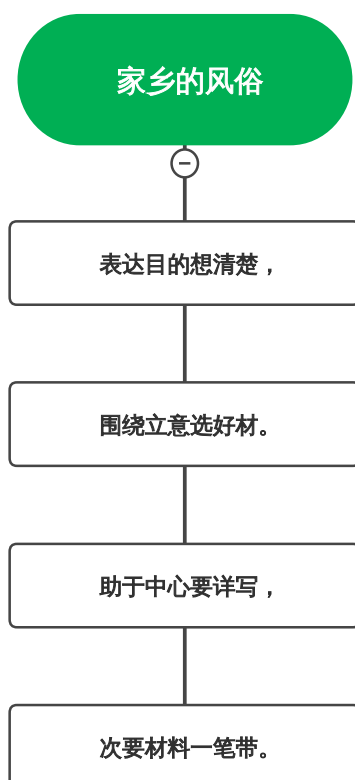 家乡的风俗
表达目的想清楚，
围绕立意选好材。
助于中心要详写，
次要材料一笔带。